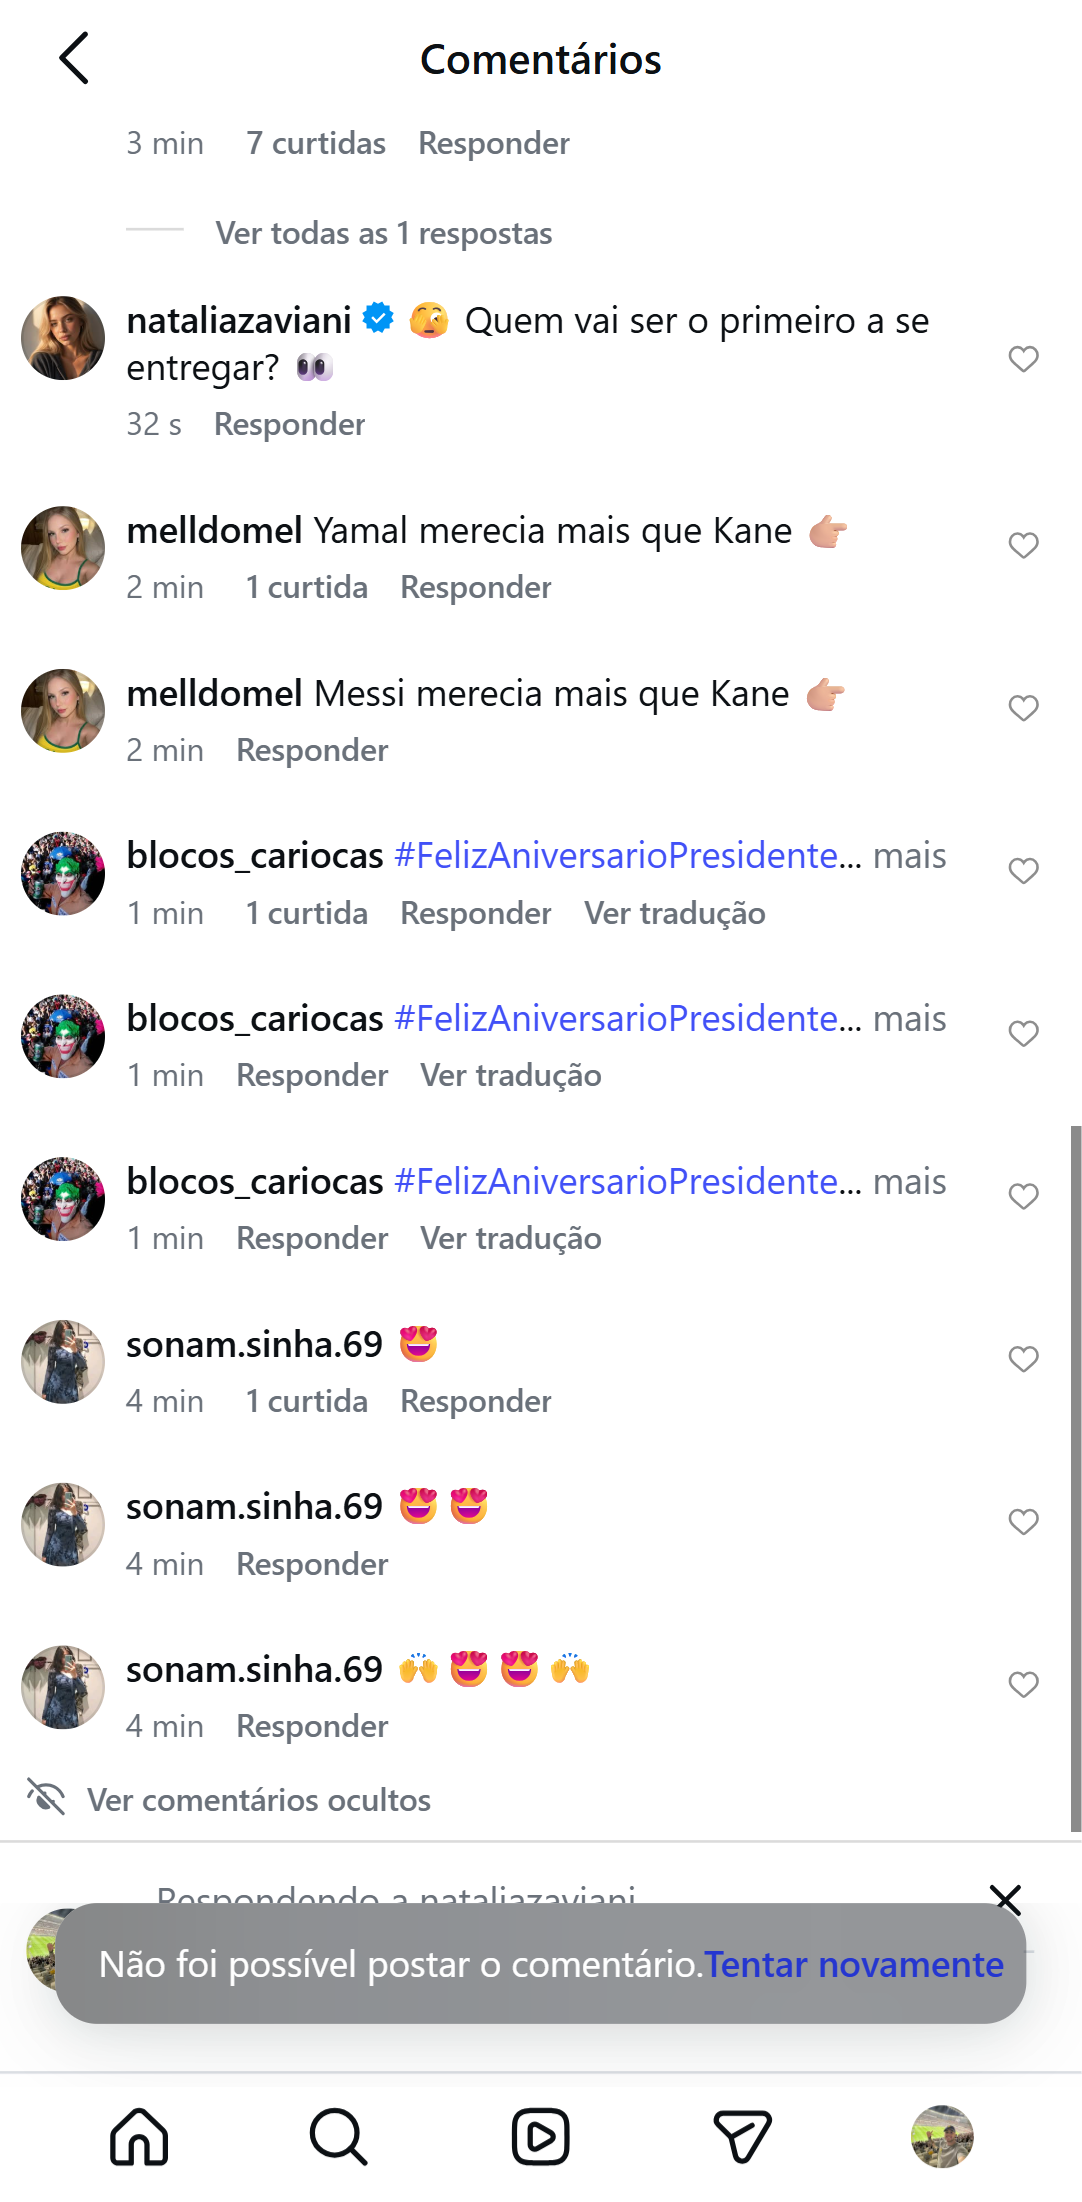 Comentários
3 min 7 curtidas Responder
Ver todas as 1 respostas
nataliazaviani 🫣 Quem vai ser o primeiro a se
entregar? 👀
32 s Responder
melldomel Yamal merecia mais que Kane 🫱🏼
2 min 1 curtida Responder
melldomel Messi merecia mais que Kane 👉🏼
2 min Responder
blocos_cariocas #FelizAniversarioPresidente... mais
1 min 1 curtida Responder Ver tradução
blocos_cariocas #FelizAniversarioPresidente... mais
1 min Responder Ver tradução
blocos_cariocas #FelizAniversarioPresidente... mais
1 min Responder Ver tradução
sonam.sinha.69 😍
4 min 1 curtida Responder
sonam.sinha.69 😍😍
4 min Responder
sonam.sinha.69 🙌😍😍🙌
4 min Responder
Ver comentários ocultos
Respondendo a nataliazaviani
Não foi possível postar o comentário.Tentar novamente